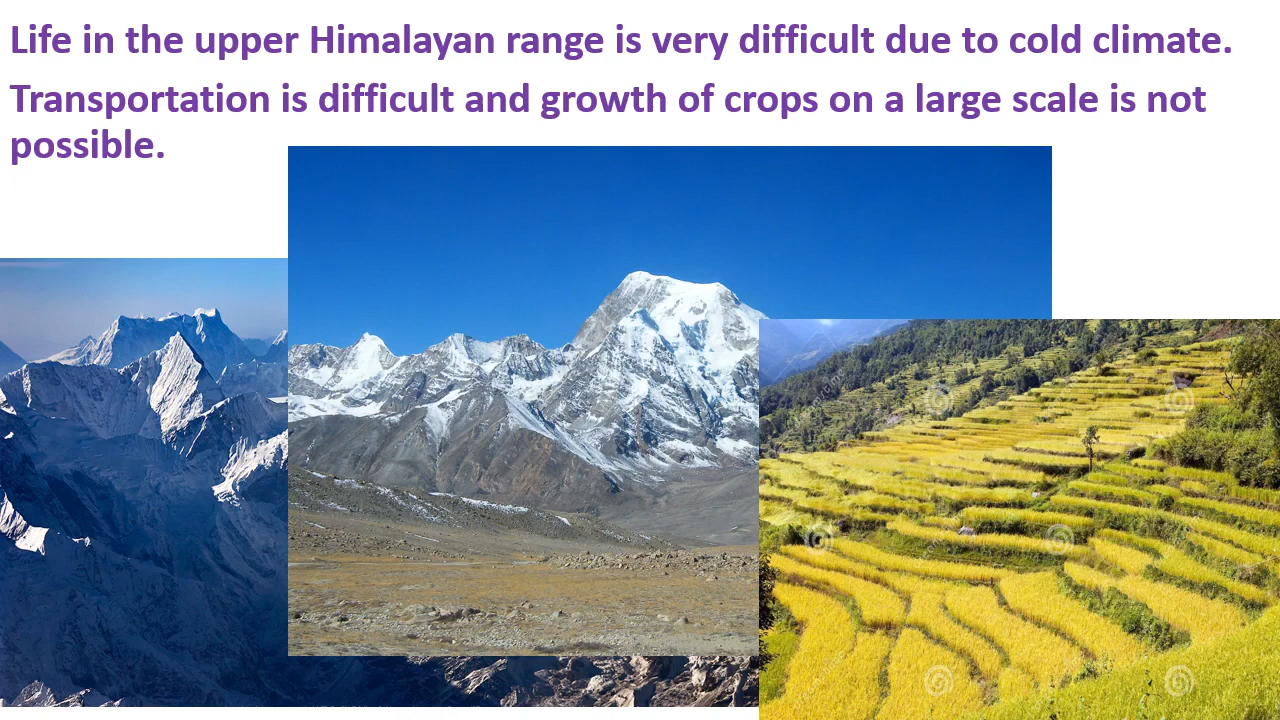 Life in the upper Himalayan range is very difficult due to cold climate.
Transportation is difficult and growth of crops on a large scale is not
possible.